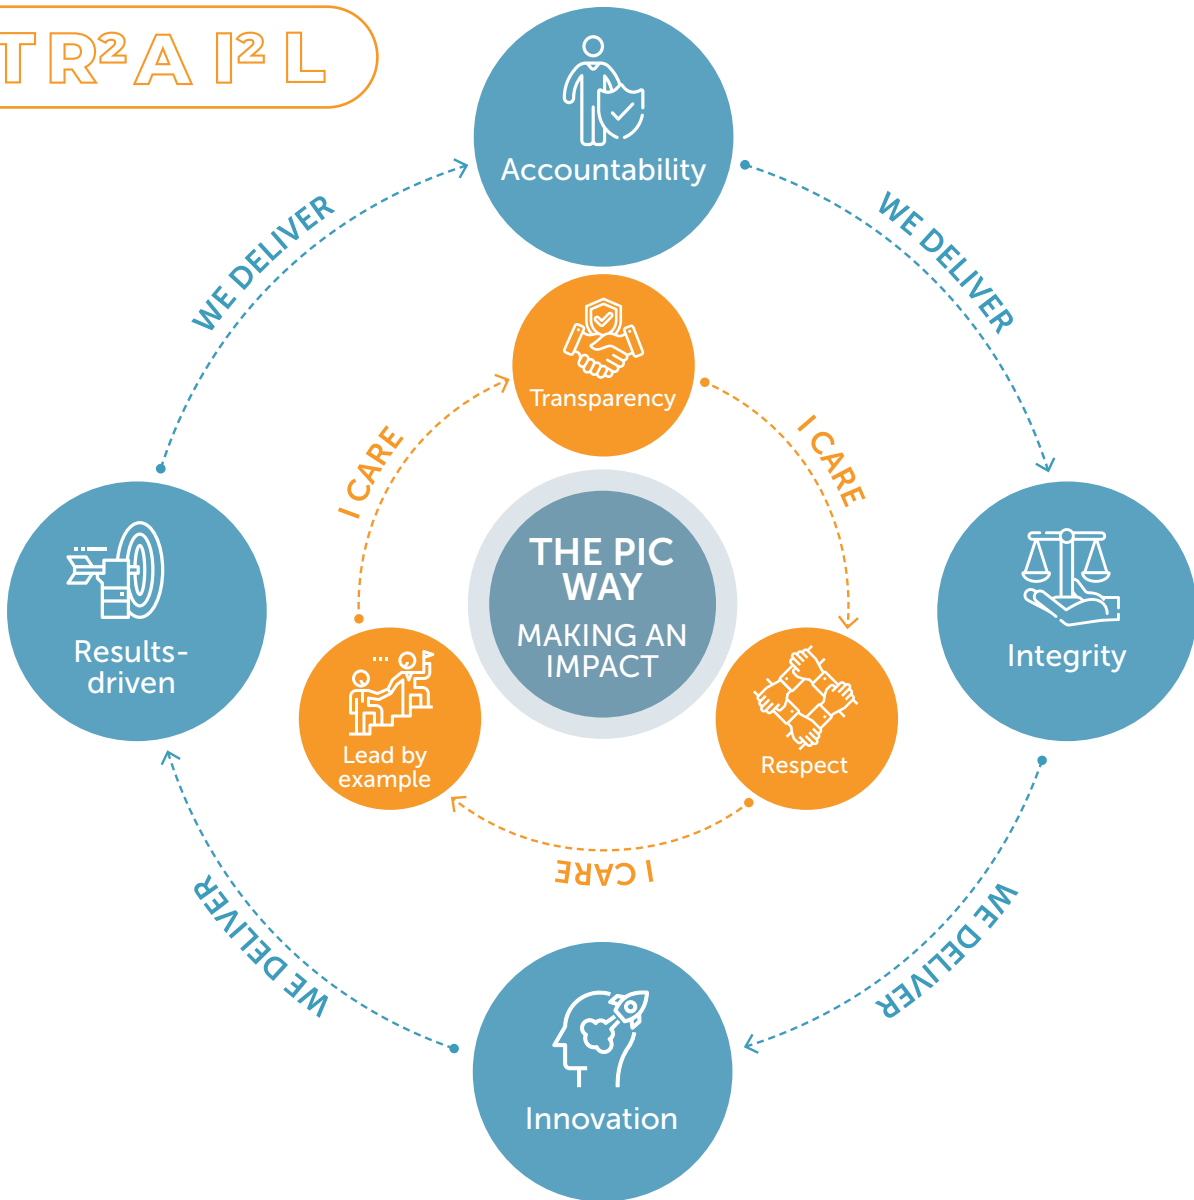 TR²A I² L
Accountability
WE DELIVER
WE DELIVER
Transparency
I CARE
I CARE
THE PIC
WAY
MAKING AN
IMPACT
Results-
driven
Integrity
Lead by
example
Respect
I CARE
WE DELIVER
WE DELIVER
Innovation